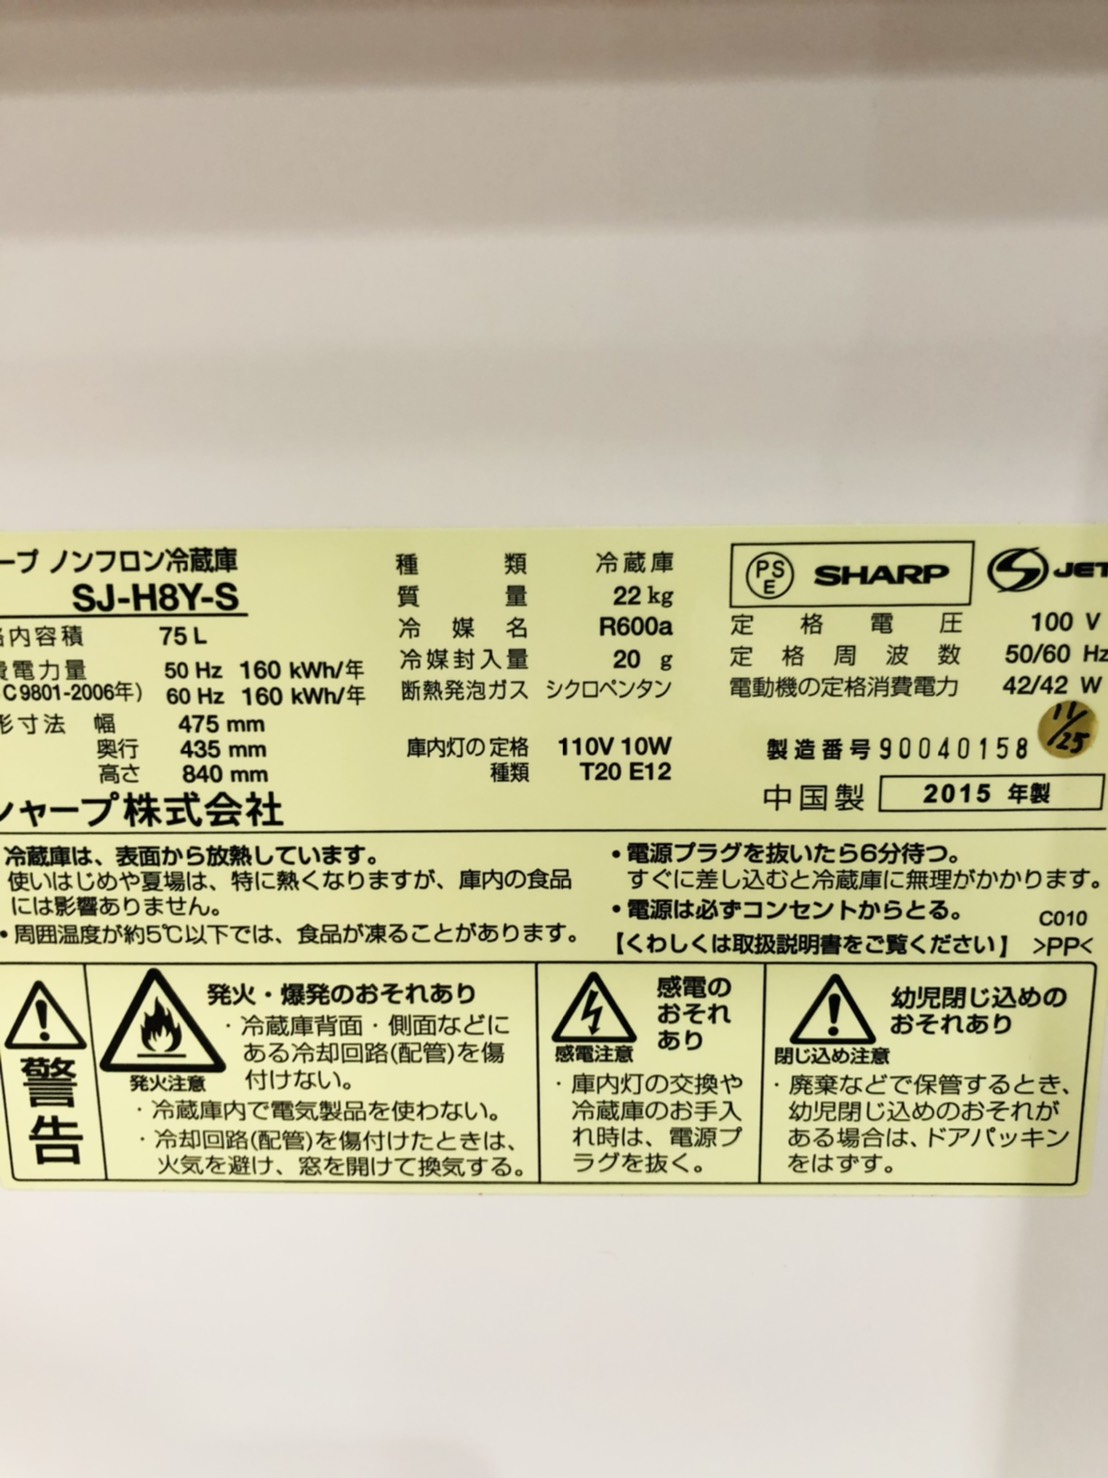 ープ ノンフロン冷蔵庫
SJ-H8Y-S
内容積 75L
費電力量 50 Hz 160 kWh/年
C 9801-2006年) 60 Hz 160 kWh/年
形寸法 幅 475 mm
奥行 435 mm
高さ 840 mm
シャープ株式会社
種類 冷蔵庫
質量 22 kg
冷媒名 R600a
冷媒封入量 20 g
断熱発泡ガス シクロペンタン
庫内灯の定格 110V 10W
種類 T20 E12
PSE SHARP JET
定格電圧 100 V
定格周波数 50/60 Hz
電動機の定格消費電力 42/42 W
製造番号 90040158
11/25
中国製 2015 年製
冷蔵庫は、表面から放熱しています。
使いはじめや夏場は、特に熱くなりますが、庫内の食品
には影響ありません。
・周囲温度が約5℃以下では、食品が凍ることがあります。
・電源プラグを抜いたら6分待つ。
すぐに差し込むと冷蔵庫に無理がかかります。
・電源は必ずコンセントからとる。
C010
【くわしくは取扱説明書をご覧ください】 >PP<
警告
発火注意
発火・爆発のおそれあり
・冷蔵庫背面・側面などに
ある冷却回路(配管)を傷
付けない。
・冷蔵庫内で電気製品を使わない。
・冷却回路(配管)を傷付けたときは、
火気を避け、窓を開けて換気する。
感電注意
感電の
おそれ
あり
・庫内灯の交換や
冷蔵庫のお手入
れ時は、電源プ
ラグを抜く。
閉じ込め注意
幼児閉じ込めの
おそれあり
・廃棄などで保管するとき、
幼児閉じ込めのおそれが
ある場合は、ドアパッキン
をはずす。